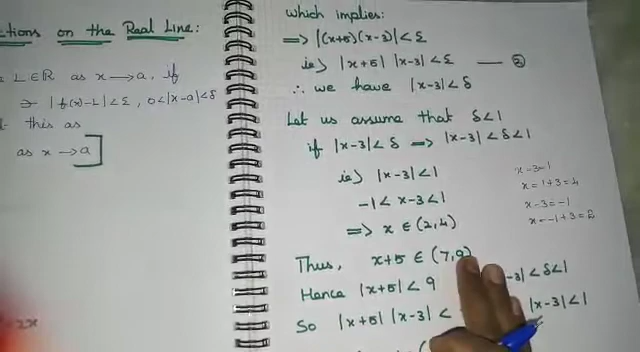 ctions on the Real Line:
L∈R as x→a, if
∋ |f(x)-L|<ε, 0<|x-a|<δ
this as
as x→a]
2x
which implies:
⇒ |(x+5)(x-3)|<ε
ie) |x+5| |x-3|<ε — ②
∴ we have |x-3|<δ
Let us assume that δ<1
if |x-3|<δ ⇒ |x-3|<δ<1
ie) |x-3|<1
-1 < x-3 <1
⇒ x ∈ (2,4)
x-3=1
x=1+3=4
x-3=-1
x=-1+3=2
Thus, x+5 ∈ (7,9)
Hence |x+5| < 9
-3| < δ<1
So |x+5| |x-3| <
|x-3|<1